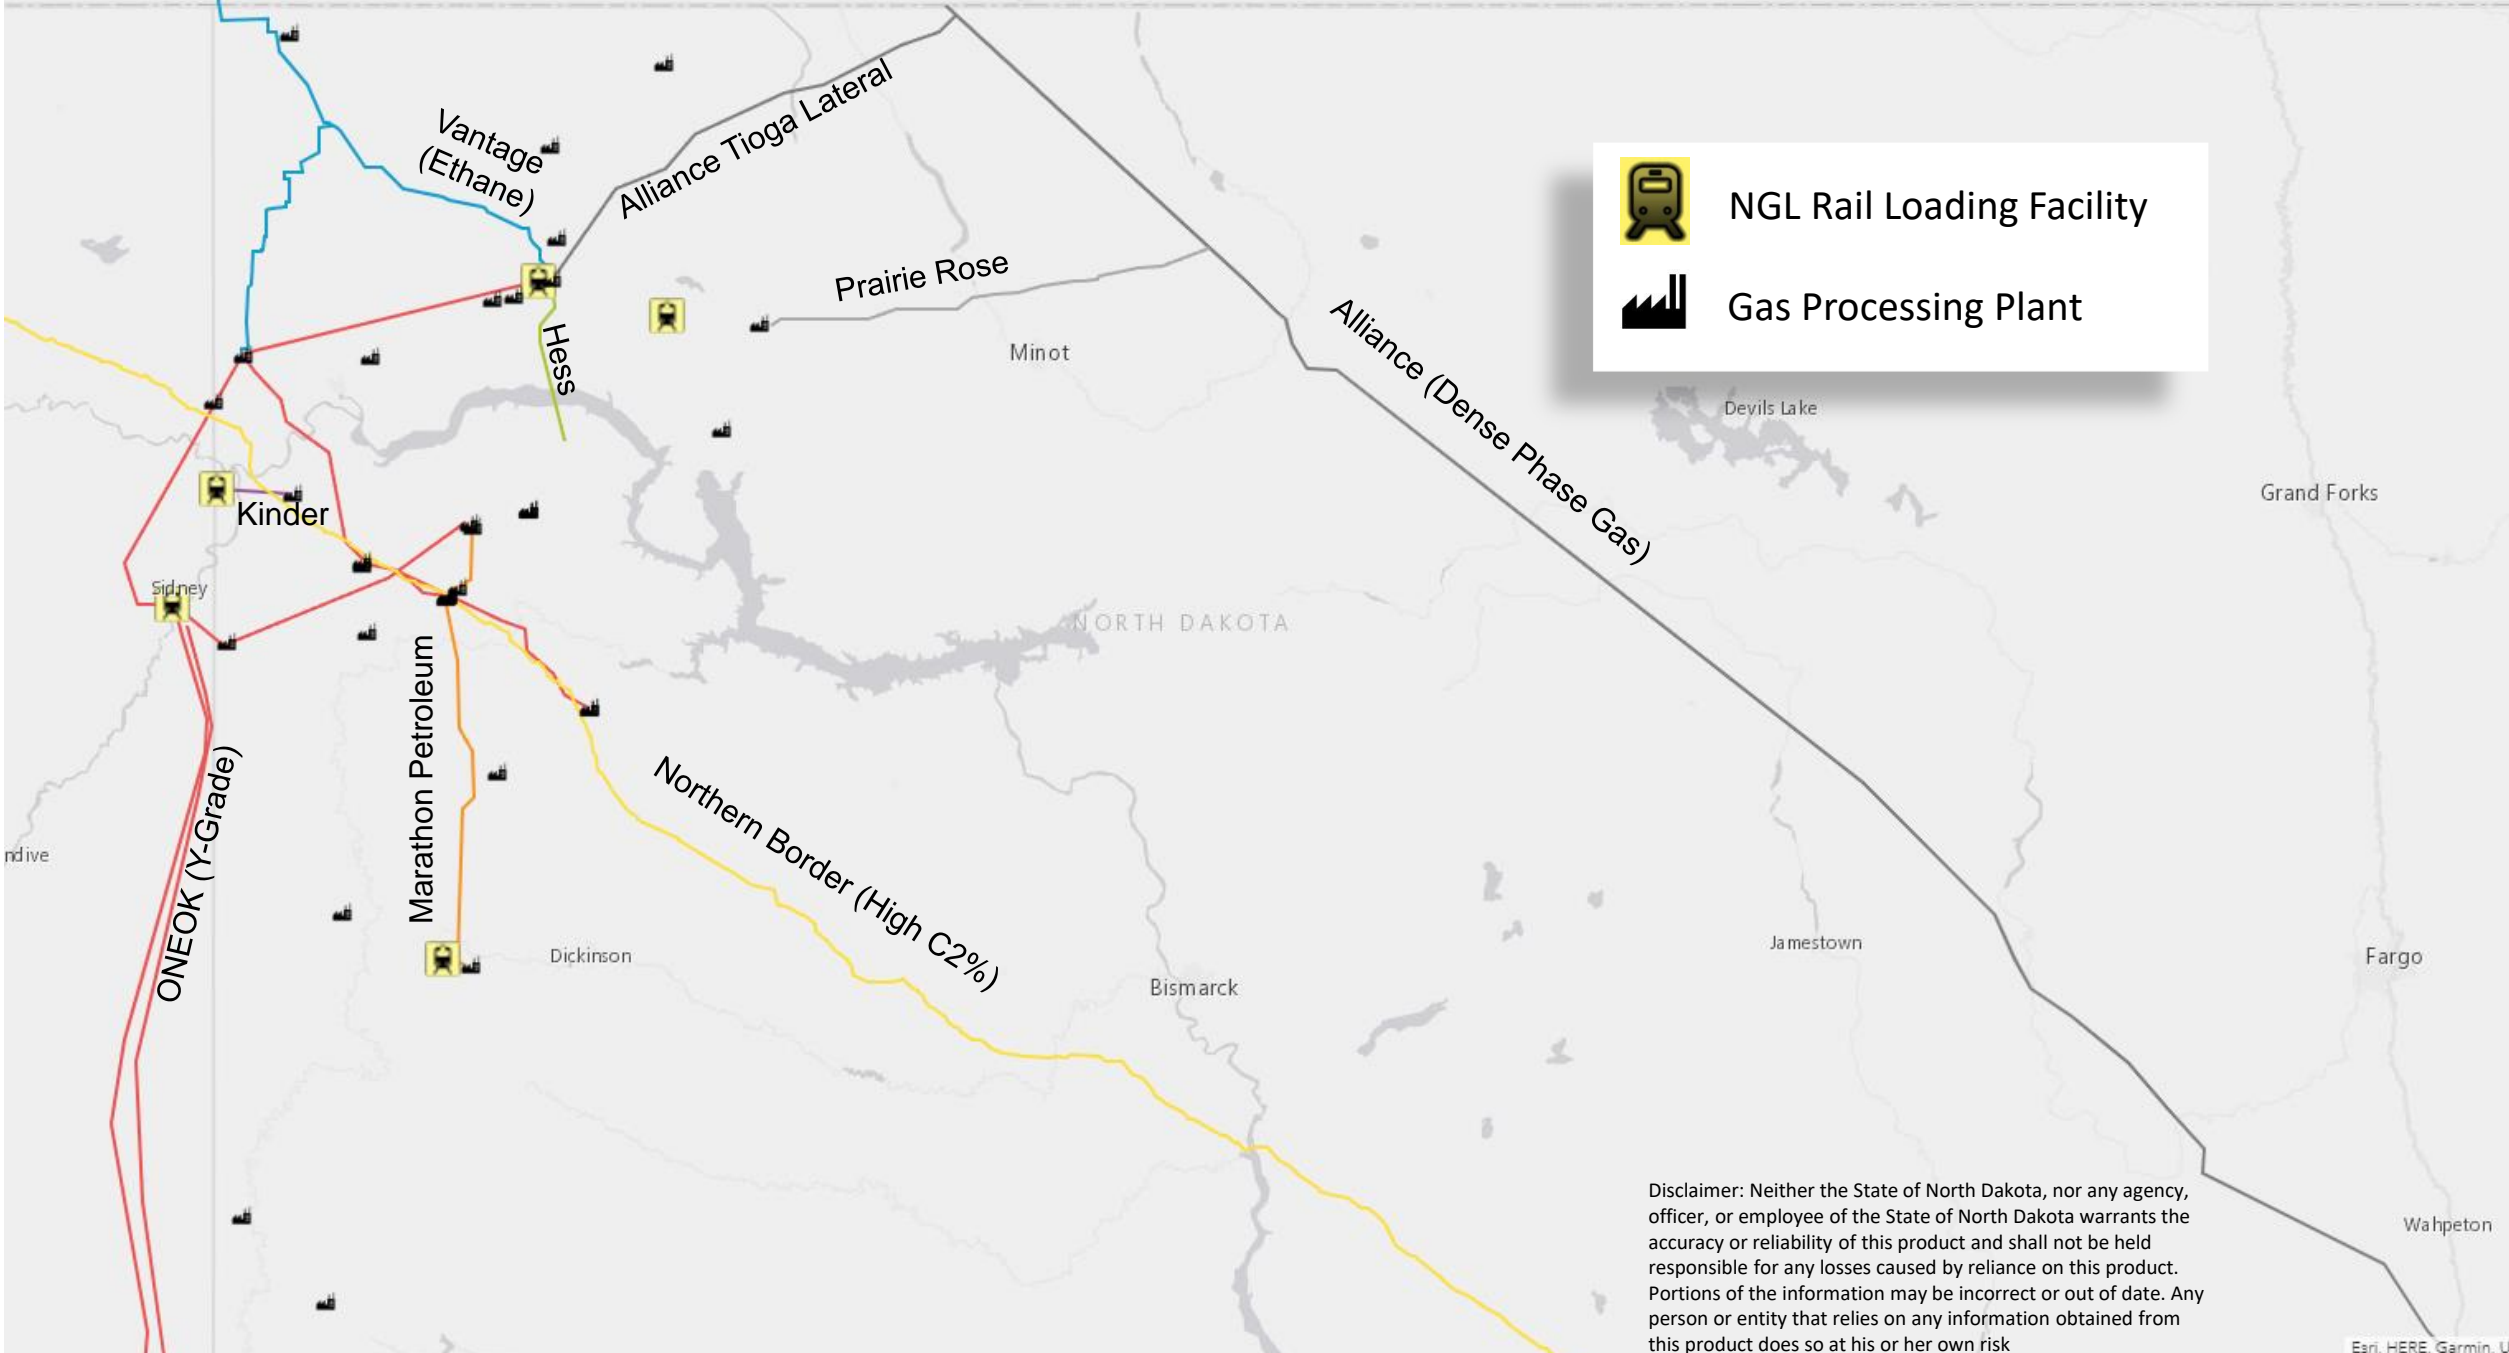 Vantage
(Ethane)
Alliance Tioga Lateral
NGL Rail Loading Facility
Gas Processing Plant
Prairie Rose
Hess
Minot
Alliance (Dense Phase Gas)
Devils Lake
Grand Forks
Kinder
Sidney
NORTH DAKOTA
Marathon Petroleum
ONEOK (Y-Grade)
Northern Border (High C2%)
ndive
Dickinson
Bismarck
Jamestown
Fargo
Wahpeton
Disclaimer: Neither the State of North Dakota, nor any agency,
officer, or employee of the State of North Dakota warrants the
accuracy or reliability of this product and shall not be held
responsible for any losses caused by reliance on this product.
Portions of the information may be incorrect or out of date. Any
person or entity that relies on any information obtained from
this product does so at his or her own risk
Esri, HERE, Garmin, U